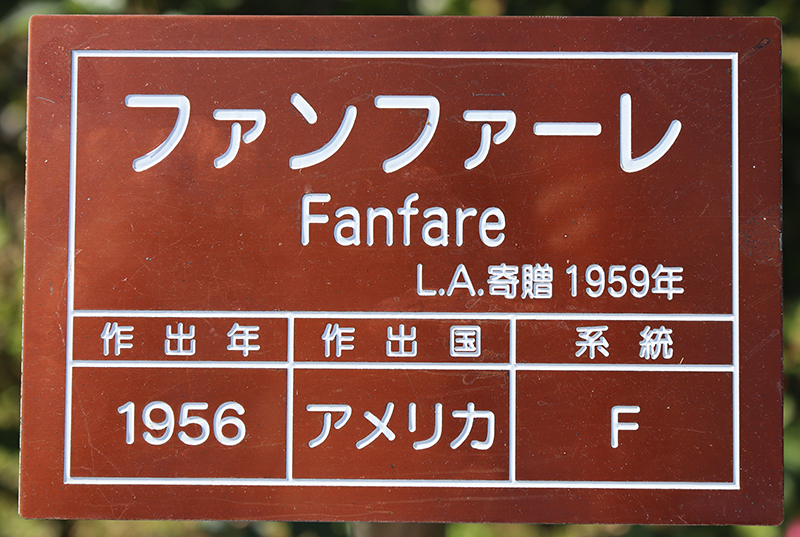 ファンファーレ
Fanfare
L.A.寄贈 1959年
作出年 作出国 系統
1956 アメリカ F